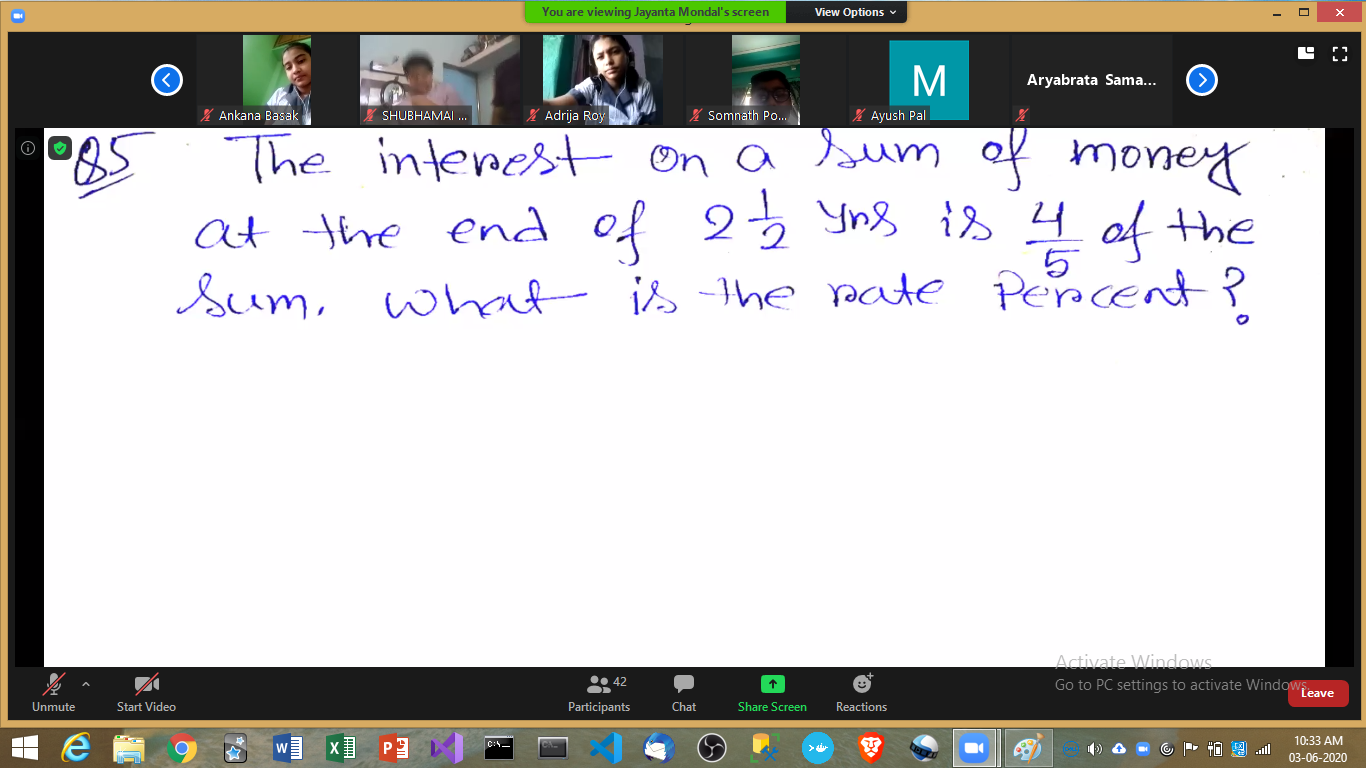 You are viewing Jayanta Mondal's screen
View Options
Ankana Basak
SHUBHAMAI ...
Adrija Roy
Somnath Po...
M
Ayush Pal
Aryabrata Sama...
Q5 The interest on a sum of money
at the end of 2 1/2 yrs is 4/5 of the
sum. What is the rate Percent?
Activate Windows
Go to PC settings to activate Windows.
Unmute
Start Video
42
Participants
Chat
Share Screen
Reactions
Leave
10:33 AM
03-06-2020